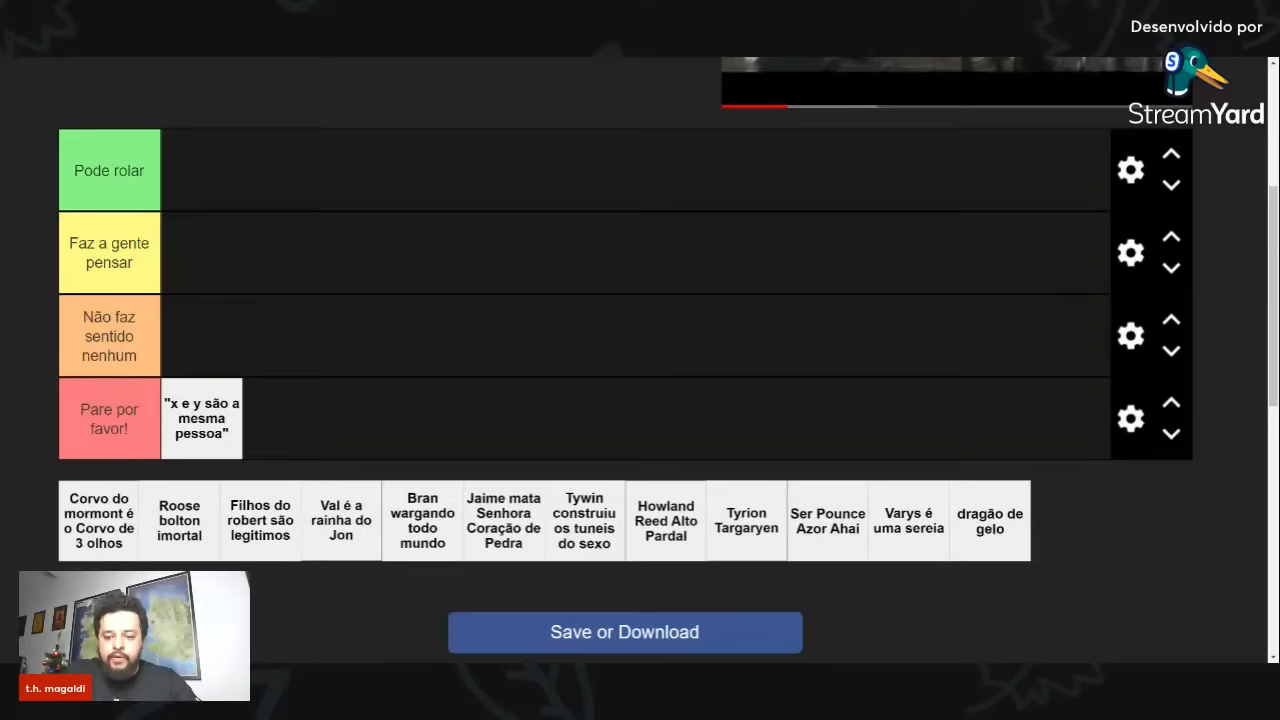 Desenvolvido por
StreamYard
Pode rolar
Faz a gente
pensar
Não faz
sentido
nenhum
Pare por
favor!
"x e y são a
mesma
pessoa"
Corvo do
mormont é
o Corvo de
3 olhos
Roose
bolton
imortal
Filhos do
robert são
legitimos
Val é a
rainha do
Jon
Bran
wargando
todo
mundo
Jaime mata
Senhora
Coração de
Pedra
Tywin
construiu
os tuneis
do sexo
Howland
Reed Alto
Pardal
Tyrion
Targaryen
Ser Pounce
Azor Ahai
Varys é
uma sereia
dragão de
gelo
Save or Download
t.h. magaldi